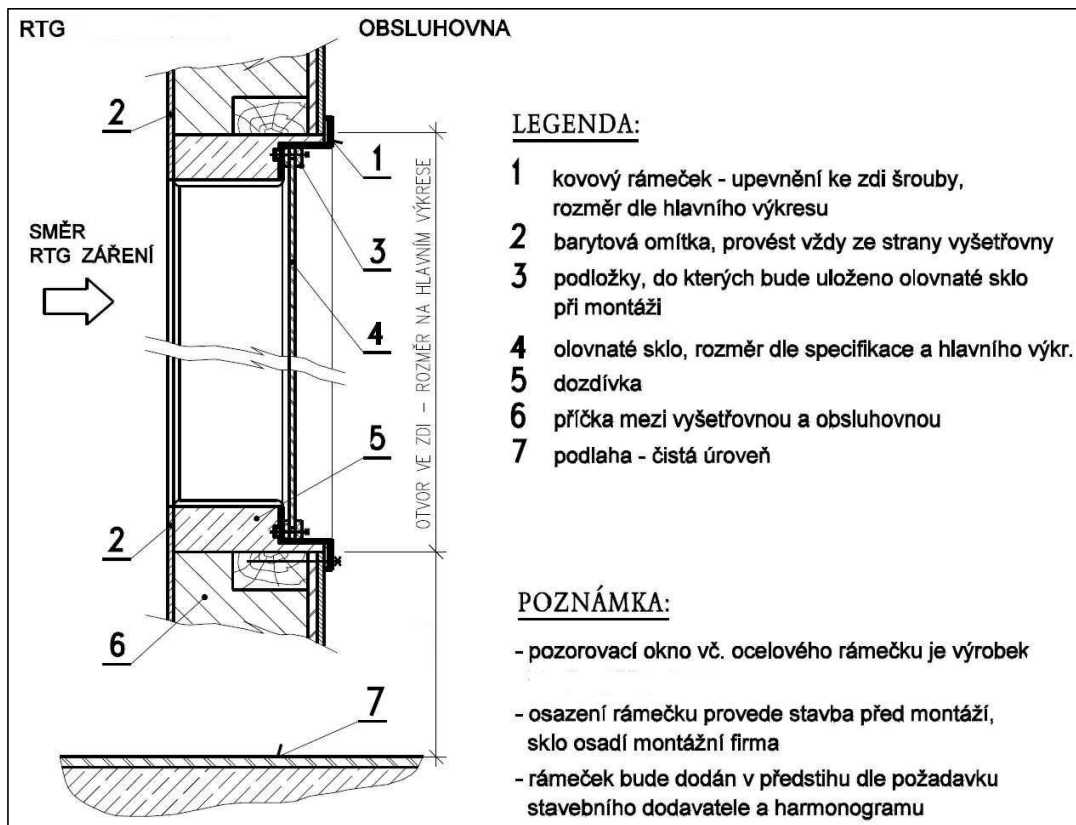 RTG
OBSLUHOVNA
2
1
3
SMĚR
RTG ZÁŘENÍ
4
5
OTVOR VE ZDI – ROZMĚR NA HLAVNÍM VÝKRESE
2
6
7
LEGENDA:
1 kovový rámeček - upevnění ke zdi šrouby,
rozměr dle hlavního výkresu
2 barytová omítka, provést vždy ze strany vyšetřovny
3 podložky, do kterých bude uloženo olovnaté sklo
při montáži
4 olovnaté sklo, rozměr dle specifikace a hlavního výkr.
5 dozdívka
6 příčka mezi vyšetřovnou a obsluhovnou
7 podlaha - čistá úroveň
POZNÁMKA:
- pozorovací okno vč. ocelového rámečku je výrobek
- osazení rámečku provede stavba před montáží,
sklo osadí montážní firma
- rámeček bude dodán v předstihu dle požadavku
stavebního dodavatele a harmonogramu